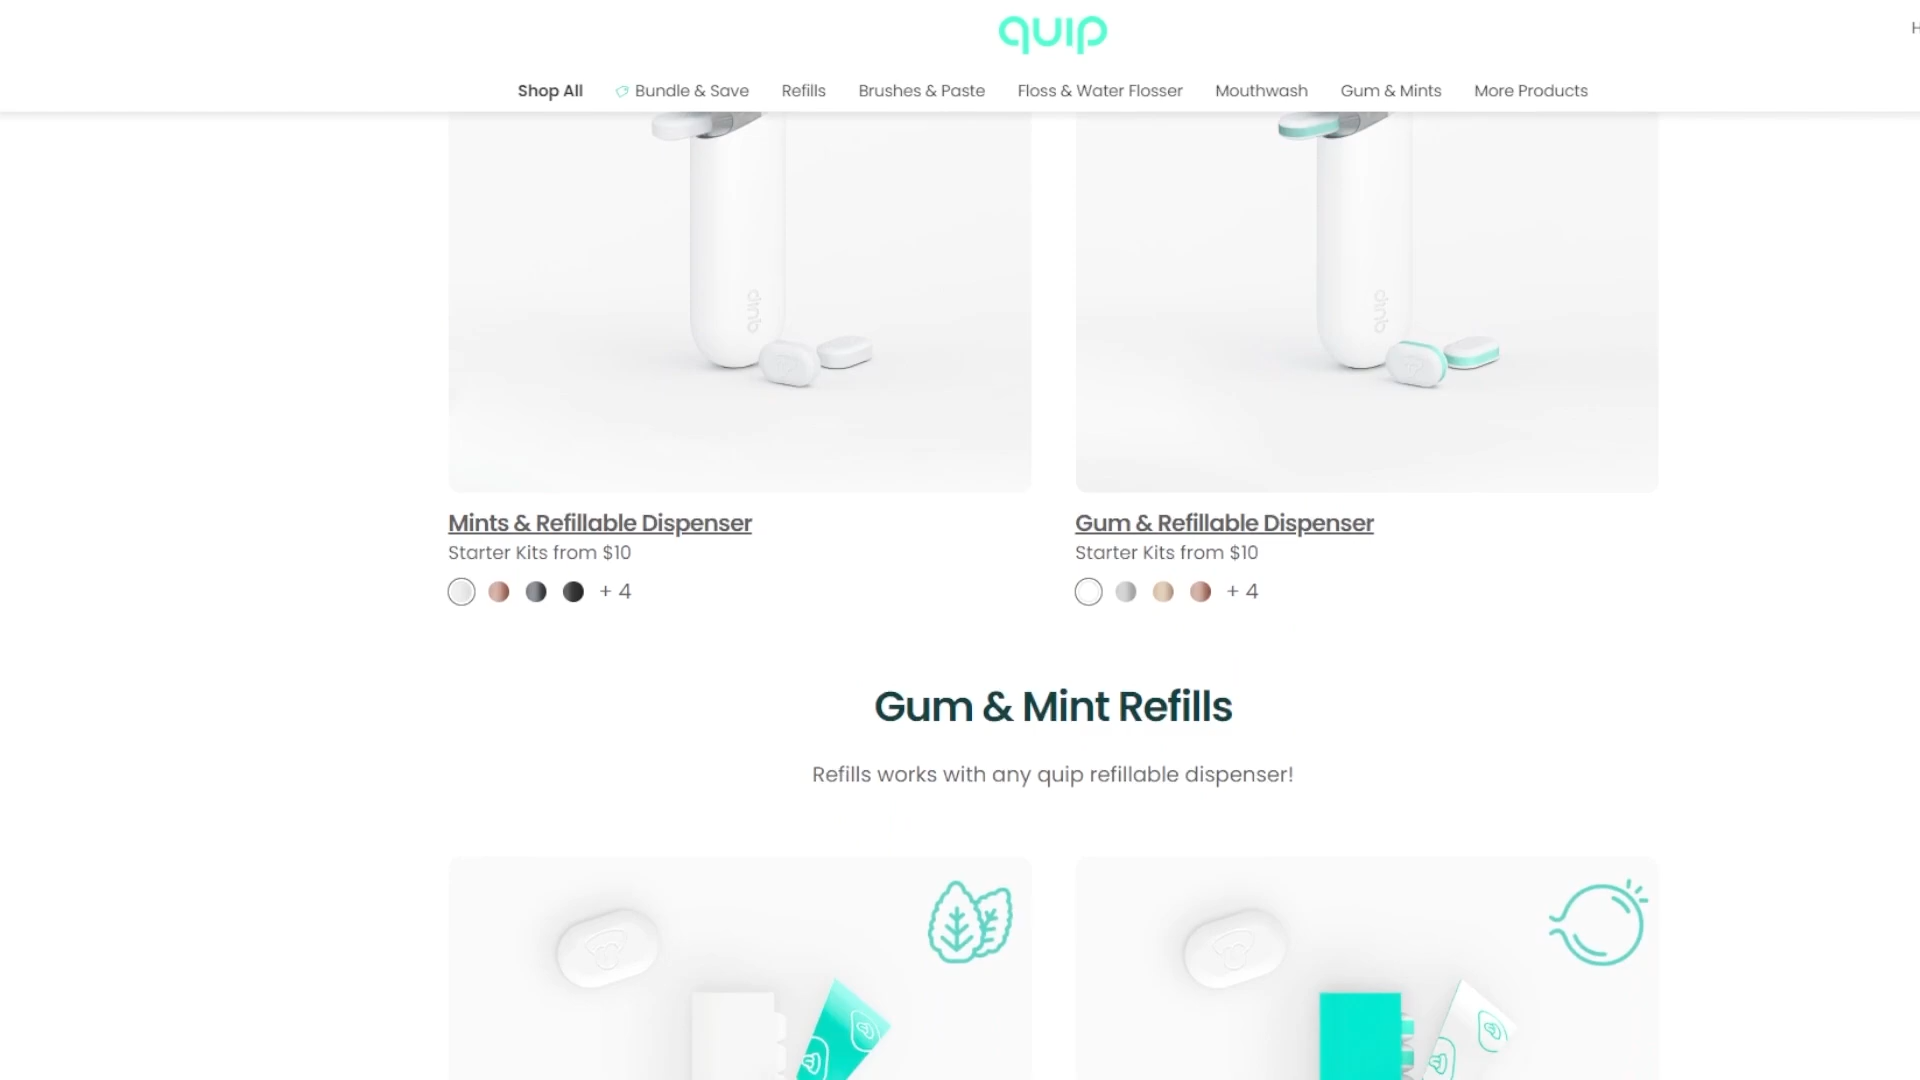 quip
Shop All Bundle & Save Refills Brushes & Paste Floss & Water Flosser Mouthwash Gum & Mints More Products
quip quip
Mints & Refillable Dispenser Gum & Refillable Dispenser
Starter Kits from $10 Starter Kits from $10
+ 4 + 4
Gum & Mint Refills
Refills works with any quip refillable dispenser!